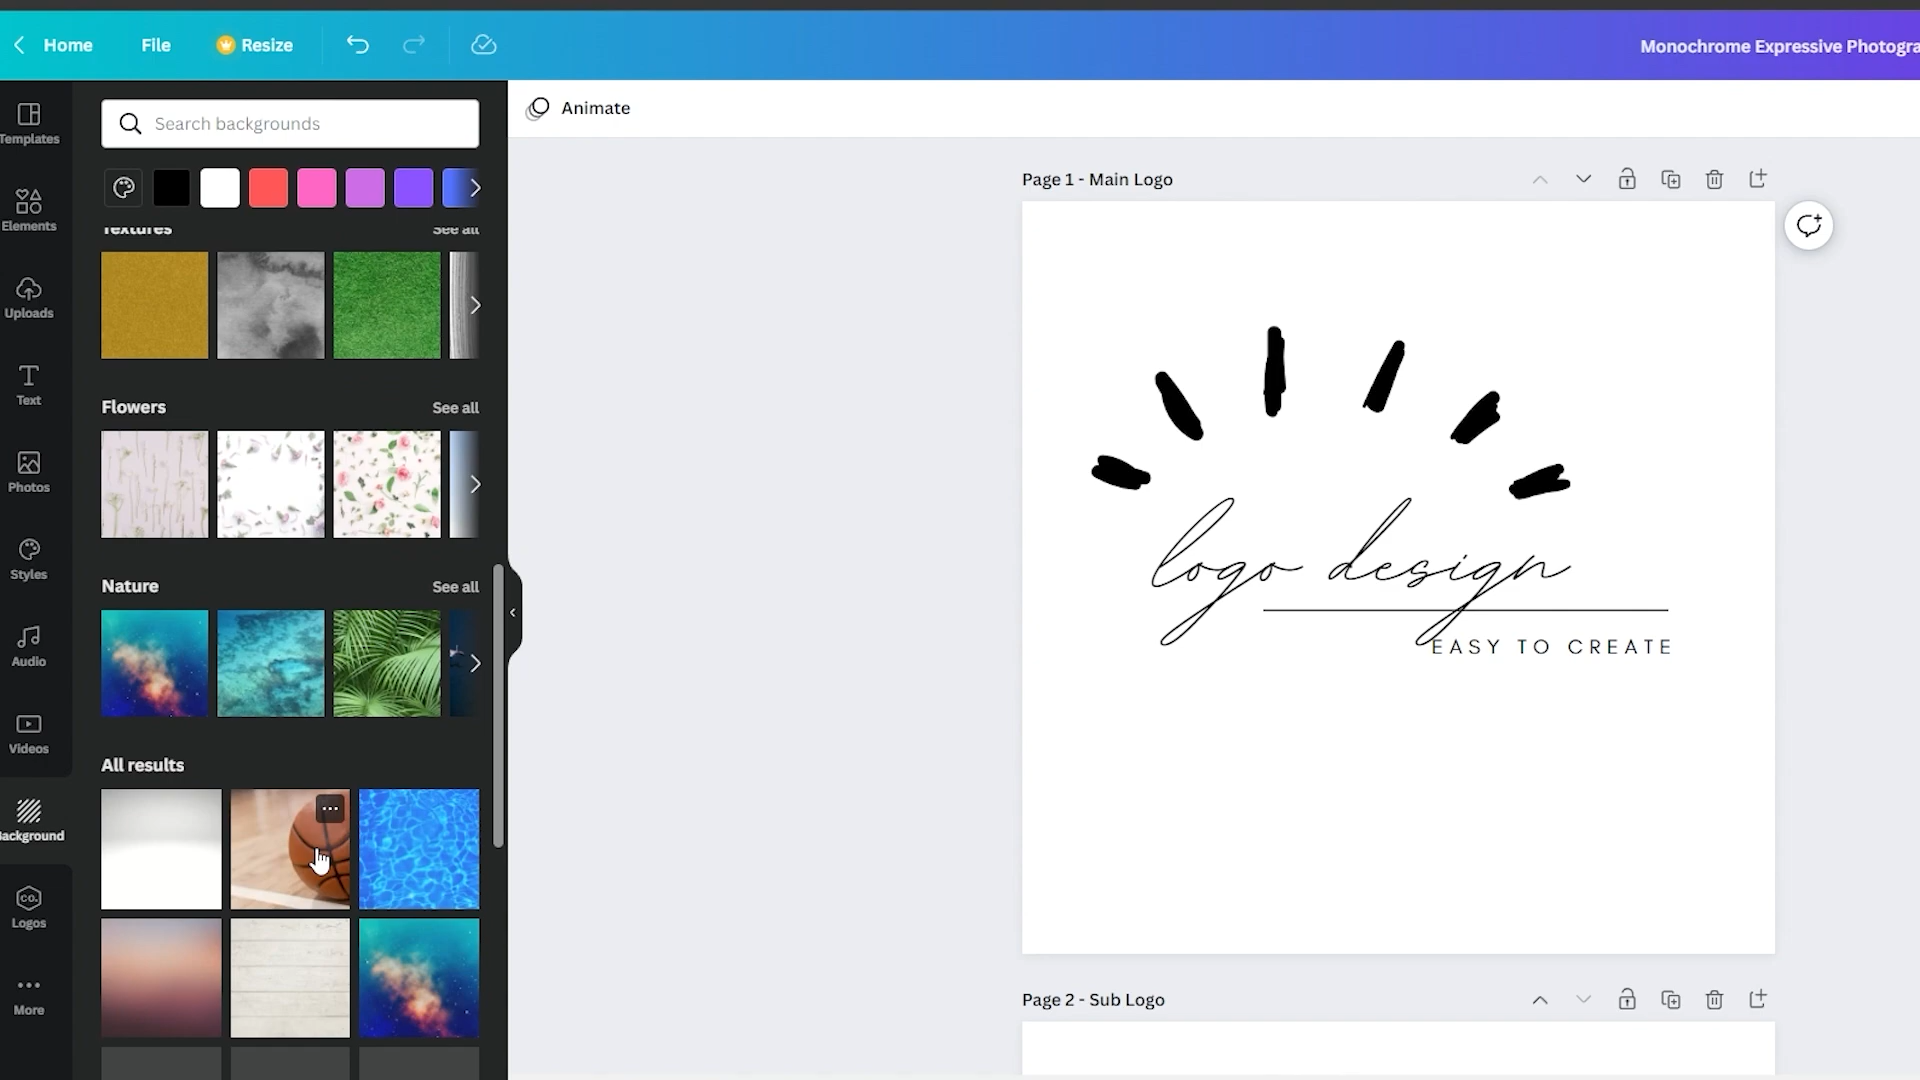 Home File Resize
Monochrome Expressive Photogra
Templates
Elements
Uploads
Text
Photos
Styles
Audio
Videos
Background
Logos
More
Search backgrounds
Textures See all
Flowers See all
Nature See all
All results
Animate
Page 1 - Main Logo
logo design
EASY TO CREATE
Page 2 - Sub Logo
co.